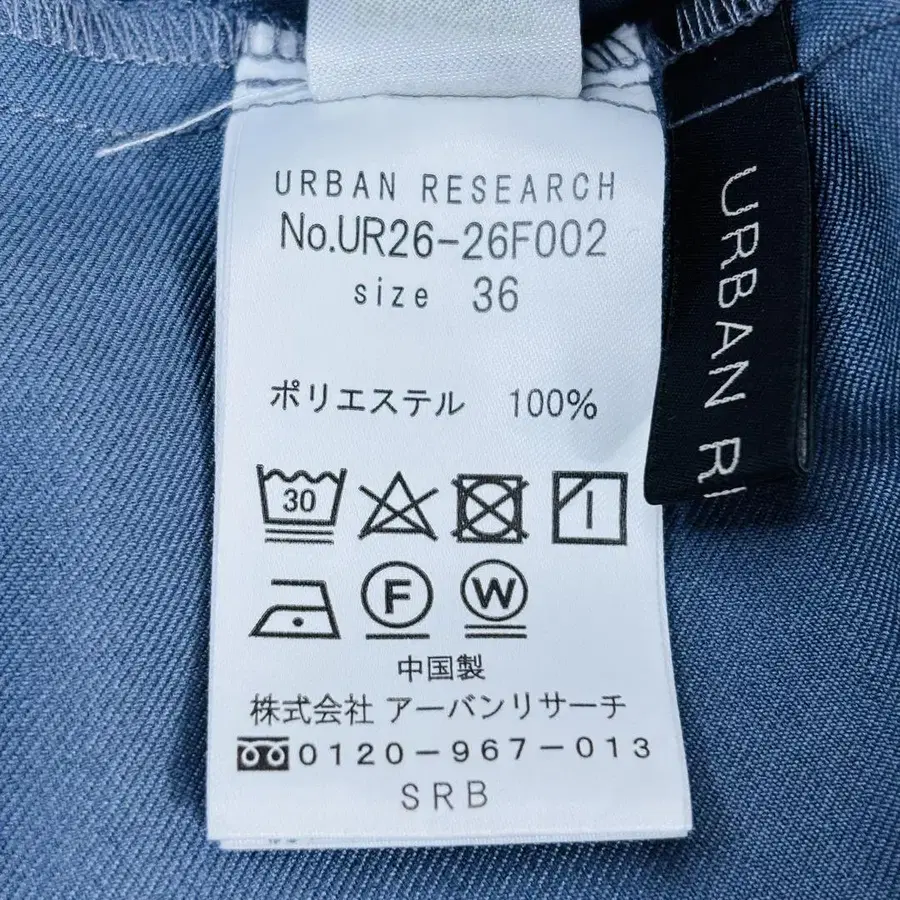 URBAN RESEARCH
No.UR26-26F002
size 36
ポリエステル 100%
30
F
W
中国製
株式会社 アーバンリサーチ
0120-967-013
SRB
URBAN R